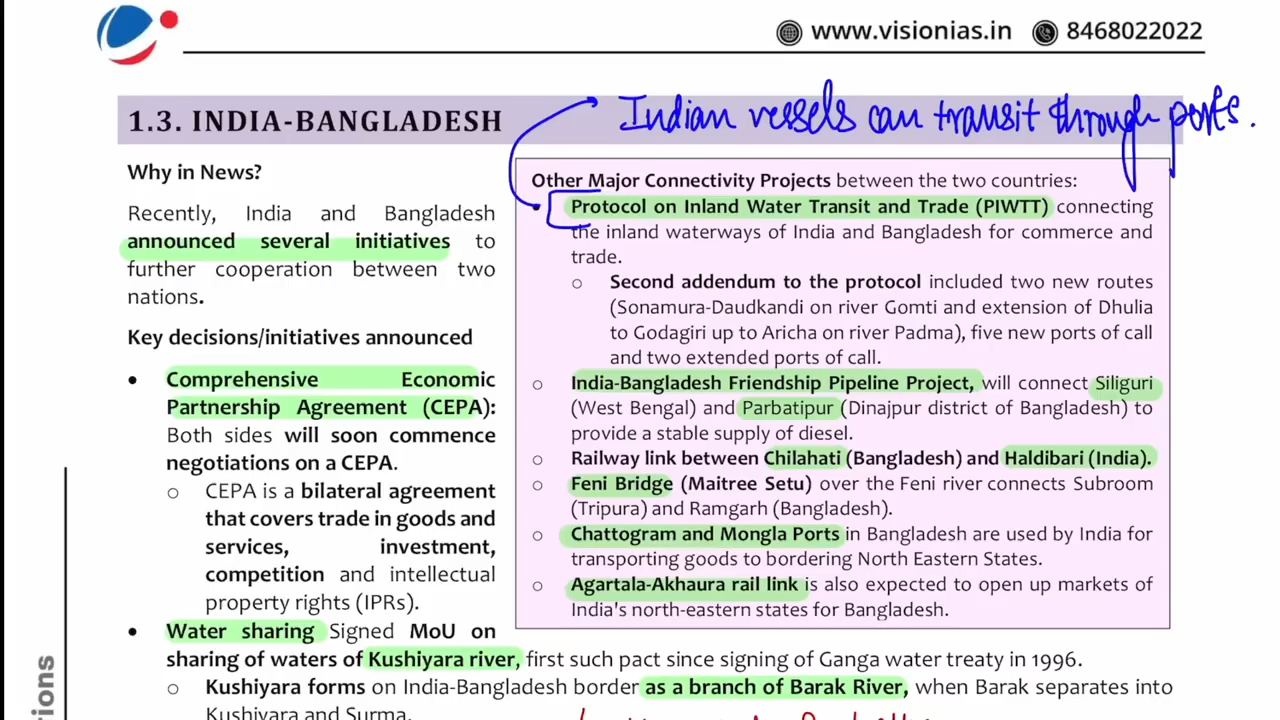 www.visionias.in 8468022022
1.3. INDIA-BANGLADESH
Indian vessels can transit through ports.
Why in News?
Recently, India and Bangladesh
announced several initiatives to
further cooperation between two
nations.
Key decisions/initiatives announced
• Comprehensive Economic
Partnership Agreement (CEPA):
Both sides will soon commence
negotiations on a CEPA.
o CEPA is a bilateral agreement
that covers trade in goods and
services, investment,
competition and intellectual
property rights (IPRs).
Other Major Connectivity Projects between the two countries:
• Protocol on Inland Water Transit and Trade (PIWTT) connecting
the inland waterways of India and Bangladesh for commerce and
trade.
o Second addendum to the protocol included two new routes
(Sonamura-Daudkandi on river Gomti and extension of Dhulia
to Godagiri up to Aricha on river Padma), five new ports of call
and two extended ports of call.
o India-Bangladesh Friendship Pipeline Project, will connect Siliguri
(West Bengal) and Parbatipur (Dinajpur district of Bangladesh) to
provide a stable supply of diesel.
o Railway link between Chilahati (Bangladesh) and Haldibari (India).
o Feni Bridge (Maitree Setu) over the Feni river connects Subroom
(Tripura) and Ramgarh (Bangladesh).
o Chattogram and Mongla Ports in Bangladesh are used by India for
transporting goods to bordering North Eastern States.
o Agartala-Akhaura rail link is also expected to open up markets of
India's north-eastern states for Bangladesh.
• Water sharing Signed MoU on
sharing of waters of Kushiyara river, first such pact since signing of Ganga water treaty in 1996.
o Kushiyara forms on India-Bangladesh border as a branch of Barak River, when Barak separates into
Kushiyara and Surma.
tions